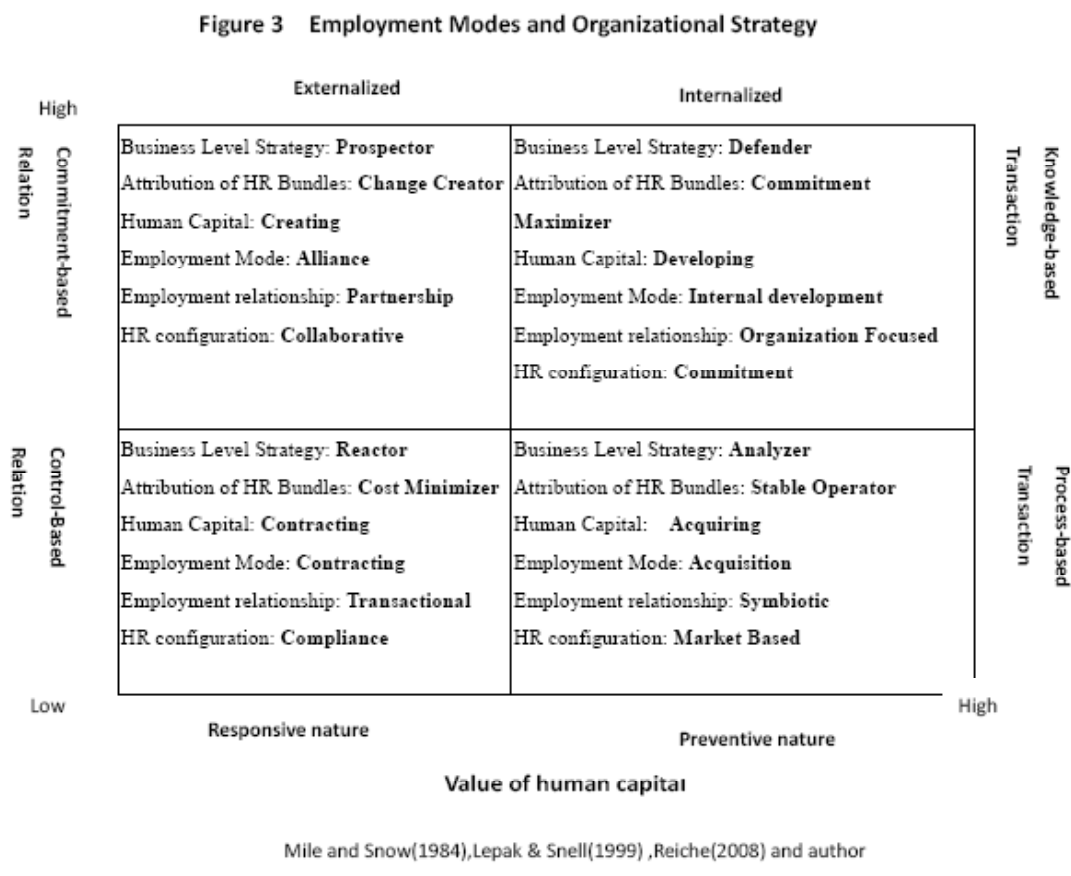 Figure 3 Employment Modes and Organizational Strategy
Externalized
Internalized
High
Commitment-based
Relation
Business Level Strategy: Prospector
Attribution of HR Bundles: Change Creator
Human Capital: Creating
Employment Mode: Alliance
Employment relationship: Partnership
HR configuration: Collaborative
Business Level Strategy: Defender
Attribution of HR Bundles: Commitment
Maximizer
Human Capital: Developing
Employment Mode: Internal development
Employment relationship: Organization Focused
HR configuration: Commitment
Knowledge-based
Transaction
Control-Based
Relation
Business Level Strategy: Reactor
Attribution of HR Bundles: Cost Minimizer
Human Capital: Contracting
Employment Mode: Contracting
Employment relationship: Transactional
HR configuration: Compliance
Business Level Strategy: Analyzer
Attribution of HR Bundles: Stable Operator
Human Capital: Acquiring
Employment Mode: Acquisition
Employment relationship: Symbiotic
HR configuration: Market Based
Process-based
Transaction
Low
High
Responsive nature
Preventive nature
Value of human capital
Mile and Snow(1984),Lepak & Snell(1999) ,Reiche(2008) and author